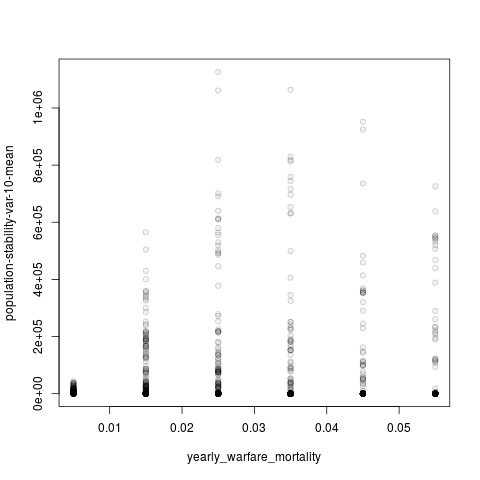 population-stability-var-10-mean
1e+06
8e+05
6e+05
4e+05
2e+05
0e+00
0.01 0.02 0.03 0.04 0.05
yearly_warfare_mortality